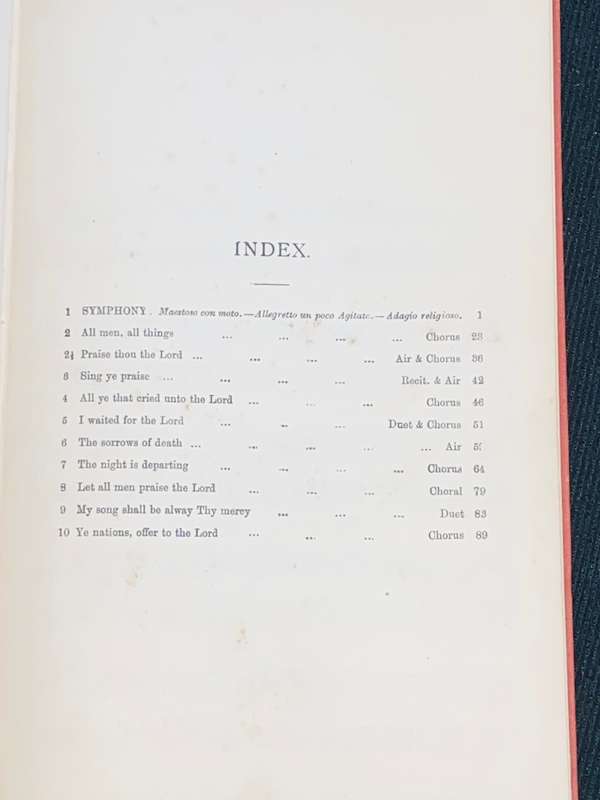 INDEX.
1 SYMPHONY. Maestoso con moto.—Allegretto un poco Agitato.—Adagio religioso. 1
2 All men, all things ... ... ... ... Chorus 23
2½ Praise thou the Lord ... ... ... ... Air & Chorus 36
3 Sing ye praise ... ... ... ... Recit. & Air 42
4 All ye that cried unto the Lord ... ... ... Chorus 46
5 I waited for the Lord ... ... ... Duet & Chorus 51
6 The sorrows of death ... ... ... ... ... Air
7 The night is departing ... ... ... ... Chorus 64
8 Let all men praise the Lord ... ... ... Choral 79
9 My song shall be alway Thy mercy ... ... ... Duet 83
10 Ye nations, offer to the Lord ... ... ... Chorus 89